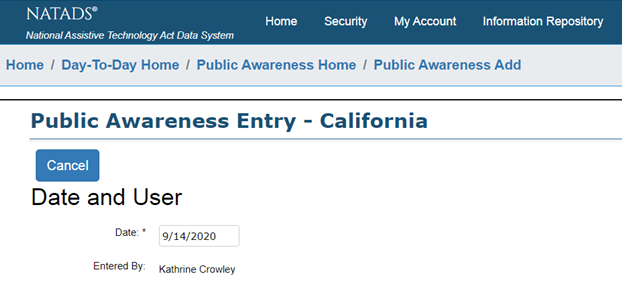 NATADS®
National Assistive Technology Act Data System
Home Security My Account Information Repository
Home / Day-To-Day Home / Public Awareness Home / Public Awareness Add
Public Awareness Entry - California
Cancel
Date and User
Date: * 9/14/2020
Entered By: Kathrine Crowley